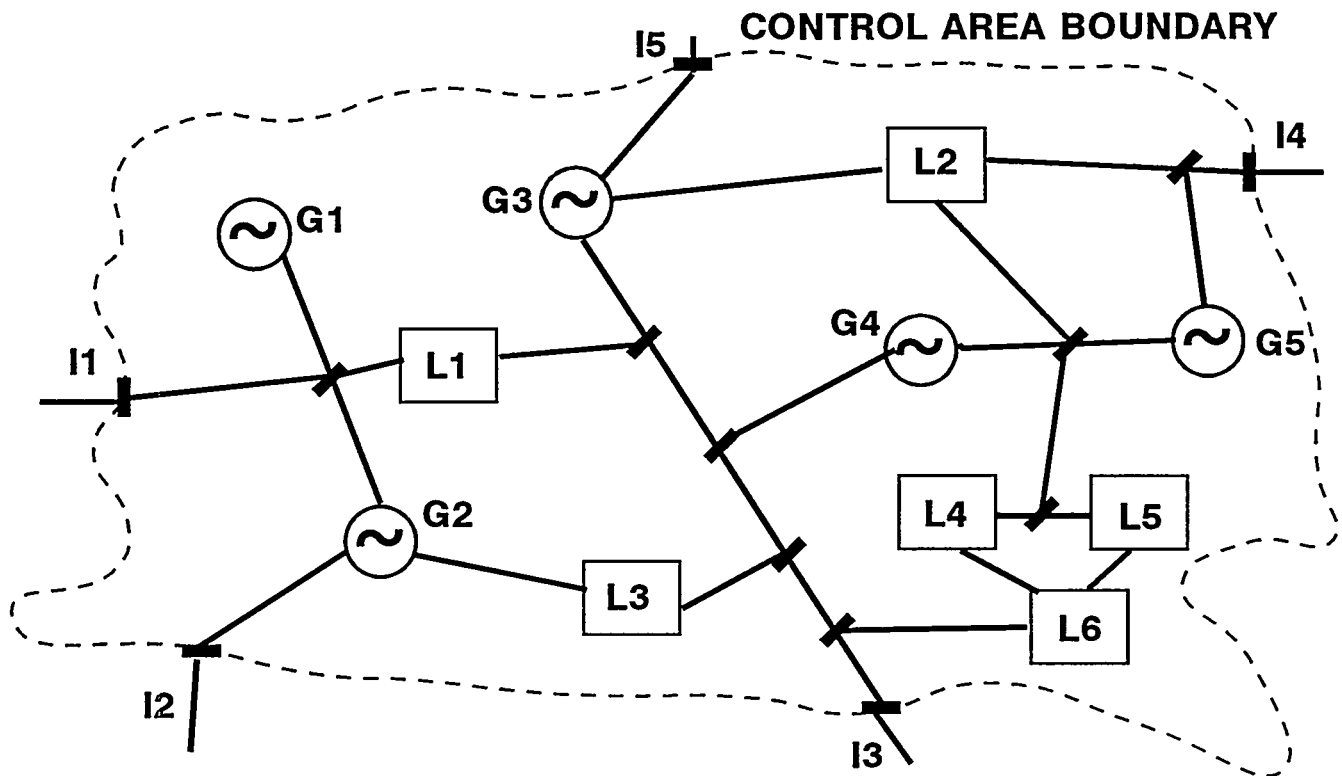 CONTROL AREA BOUNDARY
I5
I4
L2
G3
G1
G4
G5
I1
L1
G2
L4
L5
L3
L6
I2
I3